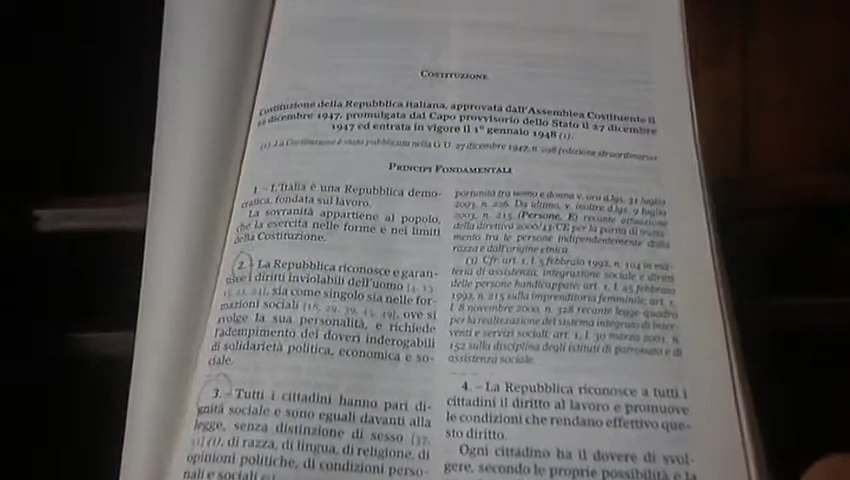 COSTITUZIONE
Costituzione della Repubblica italiana, approvata dall'Assemblea Costituente il
22 dicembre 1947, promulgata dal Capo provvisorio dello Stato il 27 dicembre
1947 ed entrata in vigore il 1° gennaio 1948 (1).
(1) La Costituzione è stata pubblicata nella G.U. 27 dicembre 1947, n. 298 (edizione straordinaria)
PRINCIPI FONDAMENTALI
1. - L'Italia è una Repubblica demo-
cratica, fondata sul lavoro.
La sovranità appartiene al popolo,
che la esercita nelle forme e nei limiti
della Costituzione.
2. - La Repubblica riconosce e garan-
tisce i diritti inviolabili dell'uomo
sia come singolo sia nelle for-
mazioni sociali [18, 29, 39, 45, 49], ove si
svolge la sua personalità, e richiede
l'adempimento dei doveri inderogabili
di solidarietà politica, economica e so-
ciale.
3. - Tutti i cittadini hanno pari di-
gnità sociale e sono eguali davanti alla
legge, senza distinzione di sesso
(1), di razza, di lingua, di religione, di
opinioni politiche, di condizioni perso-
nali e sociali
portunità tra uomo e donna v. ora d.lgs. 31 luglio
2003, n. 226. Da ultimo, v. inoltre d.lgs. 9 luglio
2003, n. 215 (Persone, E) recante attuazione
della direttiva 2000/43/CE per la parità di tratta-
mento tra le persone indipendentemente dalla
razza e dall'origine etnica.
Cfr. art. 1, l. 5 febbraio 1992, n. 104 in ma-
teria di assistenza, integrazione sociale e diritti
delle persone handicappate; art. 1, l. 25 febbraio
1992, n. 215 sulla imprenditoria femminile; art. 1,
l. 8 novembre 2000, n. 328 recante legge quadro
per la realizzazione del sistema integrato di inter-
venti e servizi sociali; art. 1, l. 30 marzo 2001, n.
152 sulla disciplina degli istituti di patronato e di
assistenza sociale.
4. - La Repubblica riconosce a tutti i
cittadini il diritto al lavoro e promuove
le condizioni che rendano effettivo que-
sto diritto.
Ogni cittadino ha il dovere di svol-
gere, secondo le proprie possibilità e la